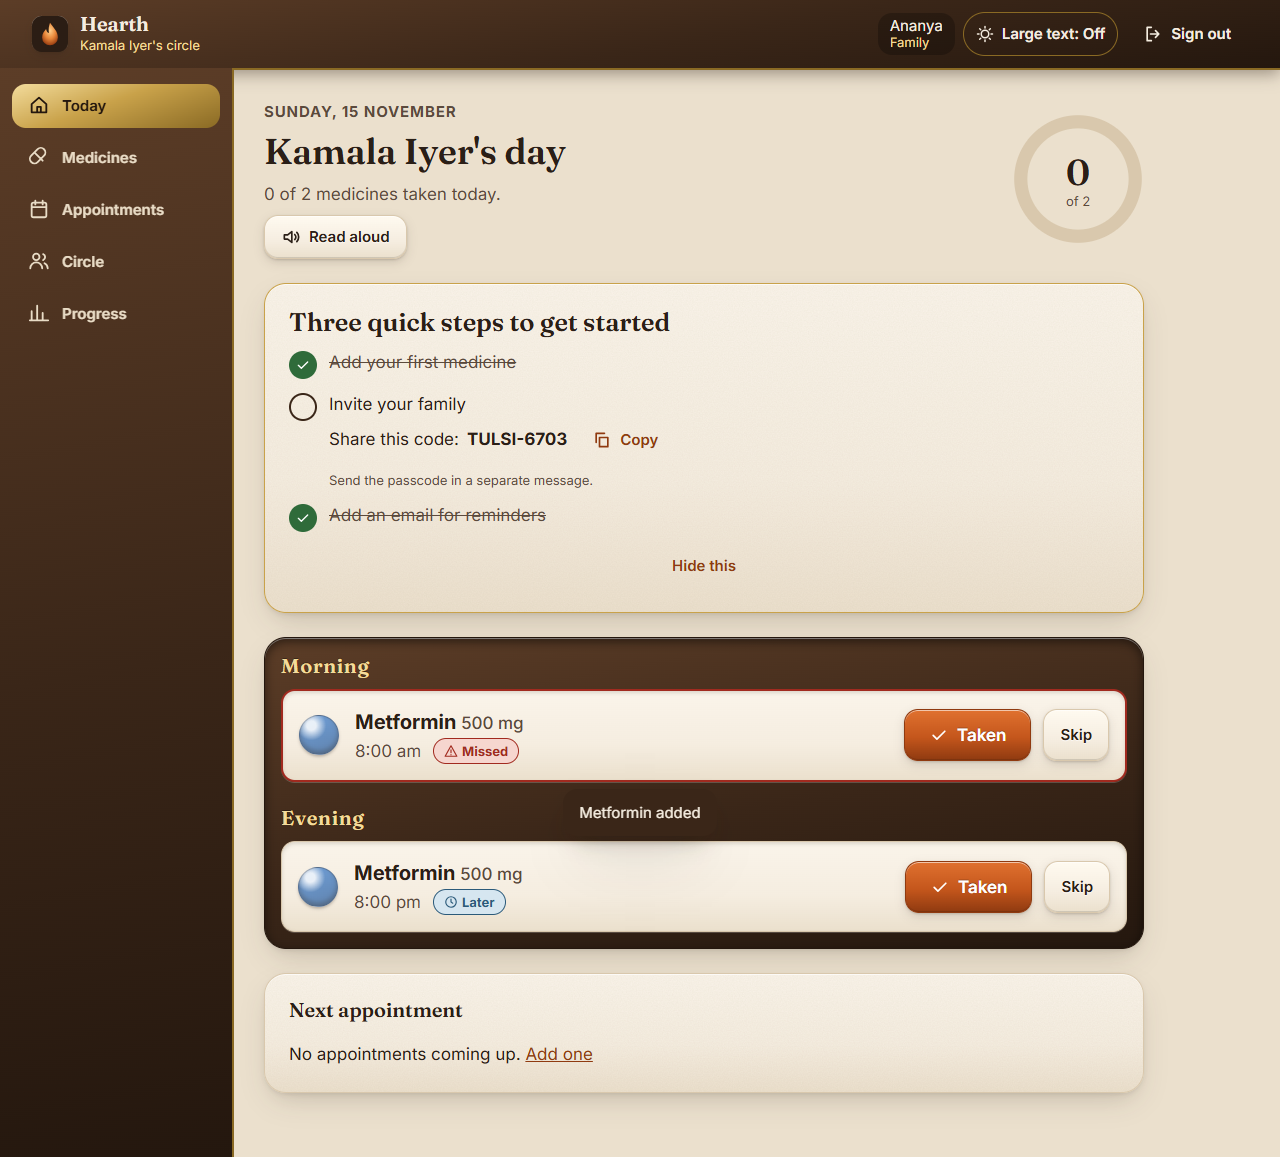 Hearth
Kamala Iyer's circle
Ananya
Family
Large text: Off
Sign out
Today
Medicines
Appointments
Circle
Progress
SUNDAY, 15 NOVEMBER
Kamala Iyer's day
0 of 2 medicines taken today.
Read aloud
0
of 2
Three quick steps to get started
Add your first medicine
Invite your family
Share this code: TULSI-6703 Copy
Send the passcode in a separate message.
Add an email for reminders
Hide this
Morning
Metformin 500 mg
8:00 am Missed
Taken
Skip
Metformin added
Evening
Metformin 500 mg
8:00 pm Later
Taken
Skip
Next appointment
No appointments coming up. Add one